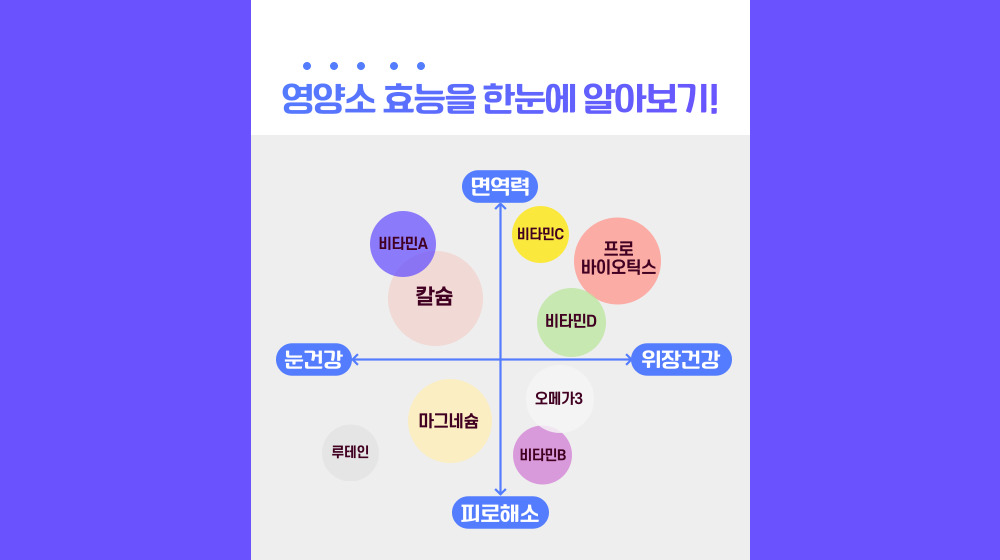 영양소 효능을 한눈에 알아보기!
면역력
비타민A
비타민C
프로
바이오틱스
칼슘
비타민D
눈건강
위장건강
오메가3
마그네슘
루테인
비타민B
피로해소